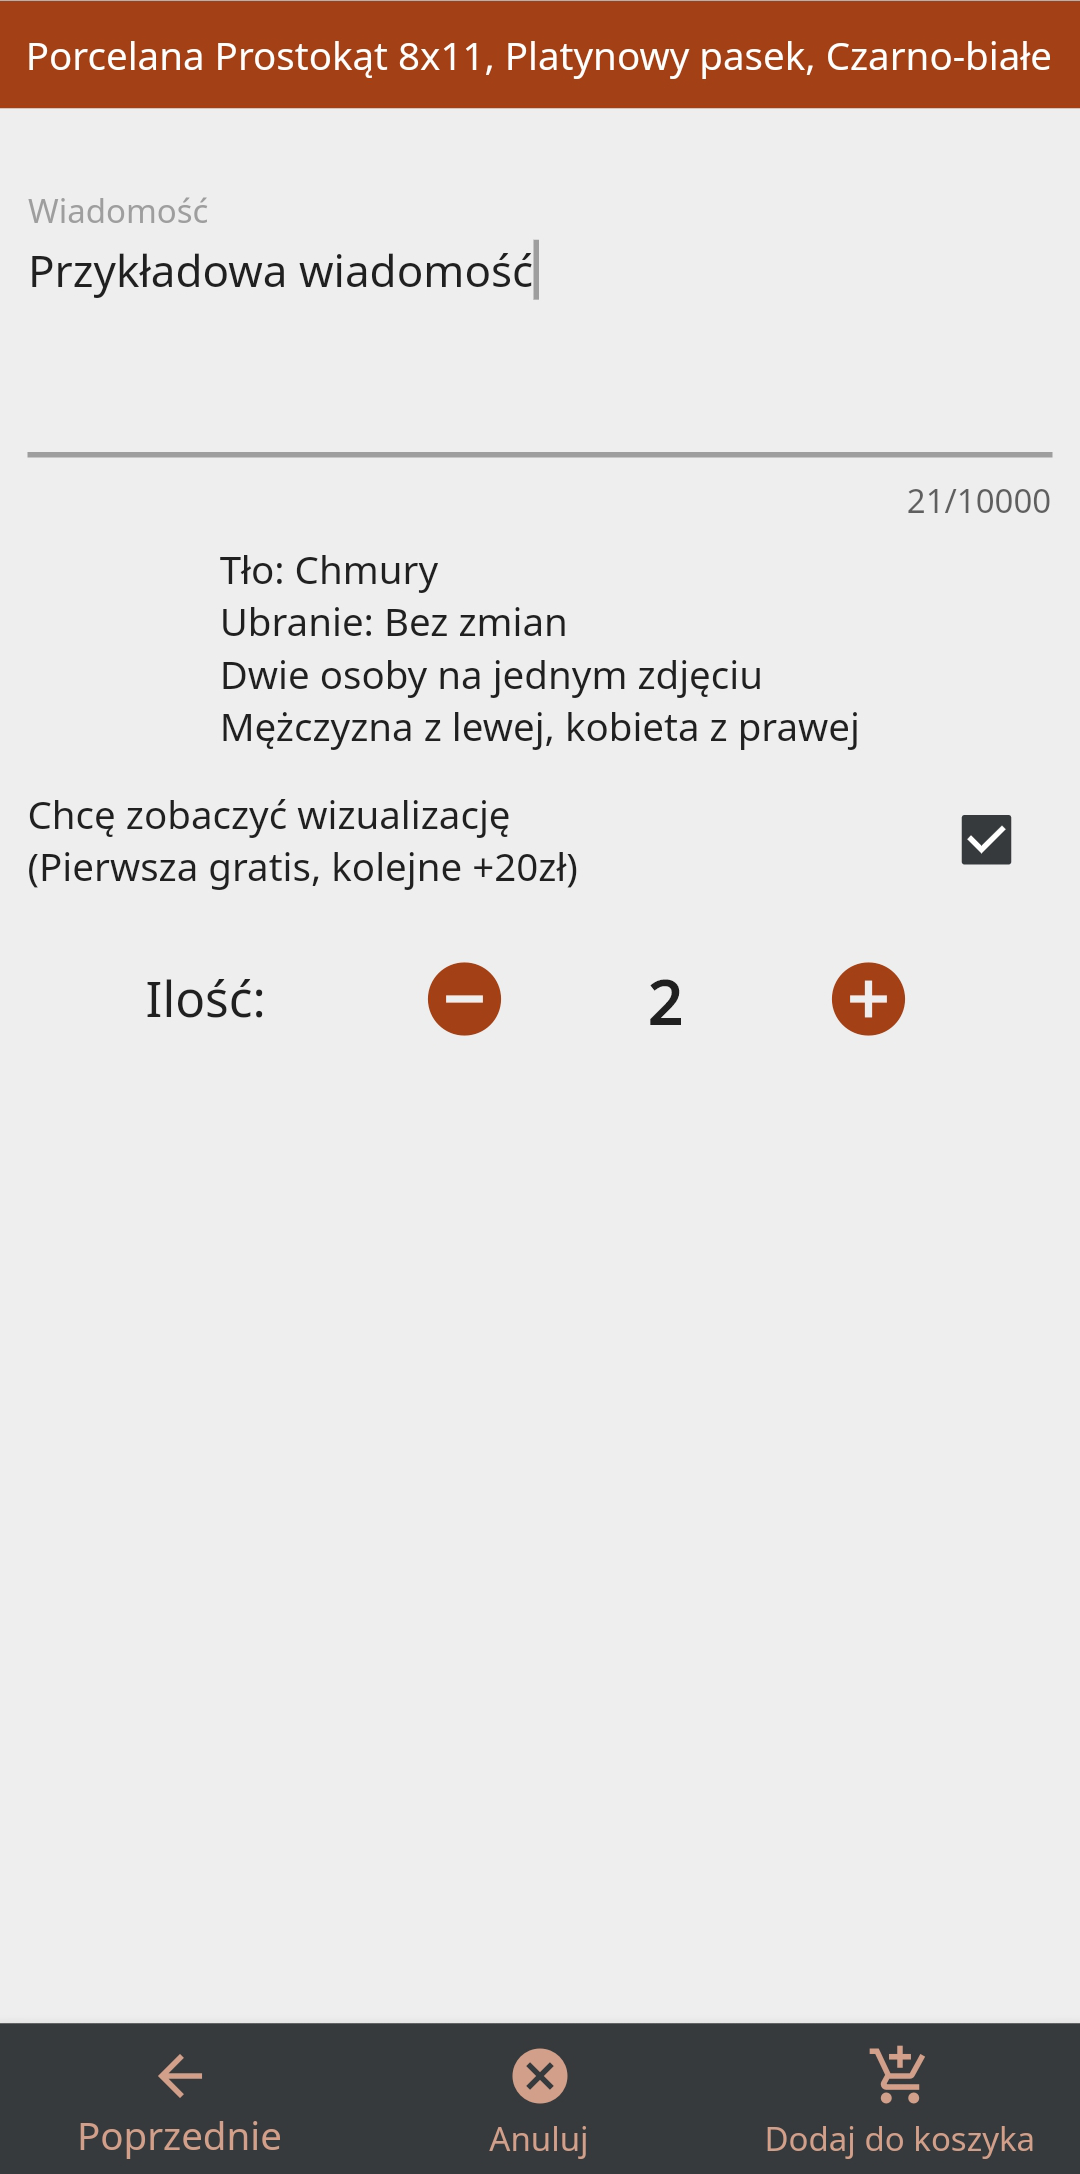 Porcelana Prostokąt 8x11, Platynowy pasek, Czarno-białe
Wiadomość
Przykładowa wiadomość
21/10000
Tło: Chmury
Ubranie: Bez zmian
Dwie osoby na jednym zdjęciu
Mężczyzna z lewej, kobieta z prawej
Chcę zobaczyć wizualizację
(Pierwsza gratis, kolejne +20zł)
Ilość: 2
Poprzednie Anuluj Dodaj do koszyka